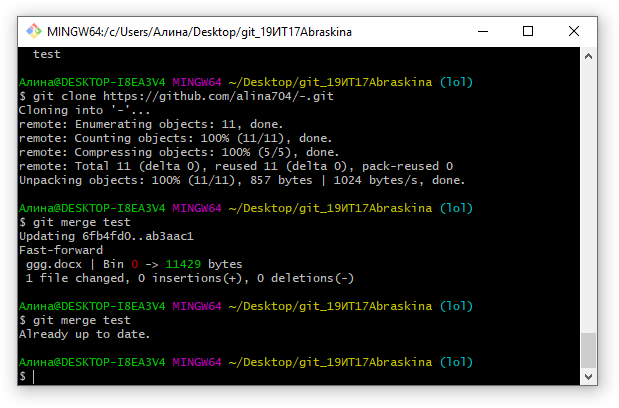 MINGW64:/c/Users/Алина/Desktop/git_19ИТ17Abraskina
  test
Алина@DESKTOP-I8EA3V4 MINGW64 ~/Desktop/git_19ИТ17Abraskina (lol)
$ git clone https://github.com/alina704/-.git
Cloning into '-'...
remote: Enumerating objects: 11, done.
remote: Counting objects: 100% (11/11), done.
remote: Compressing objects: 100% (5/5), done.
remote: Total 11 (delta 0), reused 11 (delta 0), pack-reused 0
Unpacking objects: 100% (11/11), 857 bytes | 1024 bytes/s, done.
Алина@DESKTOP-I8EA3V4 MINGW64 ~/Desktop/git_19ИТ17Abraskina (lol)
$ git merge test
Updating 6fb4fd0..ab3aac1
Fast-forward
 ggg.docx | Bin 0 -> 11429 bytes
 1 file changed, 0 insertions(+), 0 deletions(-)
Алина@DESKTOP-I8EA3V4 MINGW64 ~/Desktop/git_19ИТ17Abraskina (lol)
$ git merge test
Already up to date.
Алина@DESKTOP-I8EA3V4 MINGW64 ~/Desktop/git_19ИТ17Abraskina (lol)
$